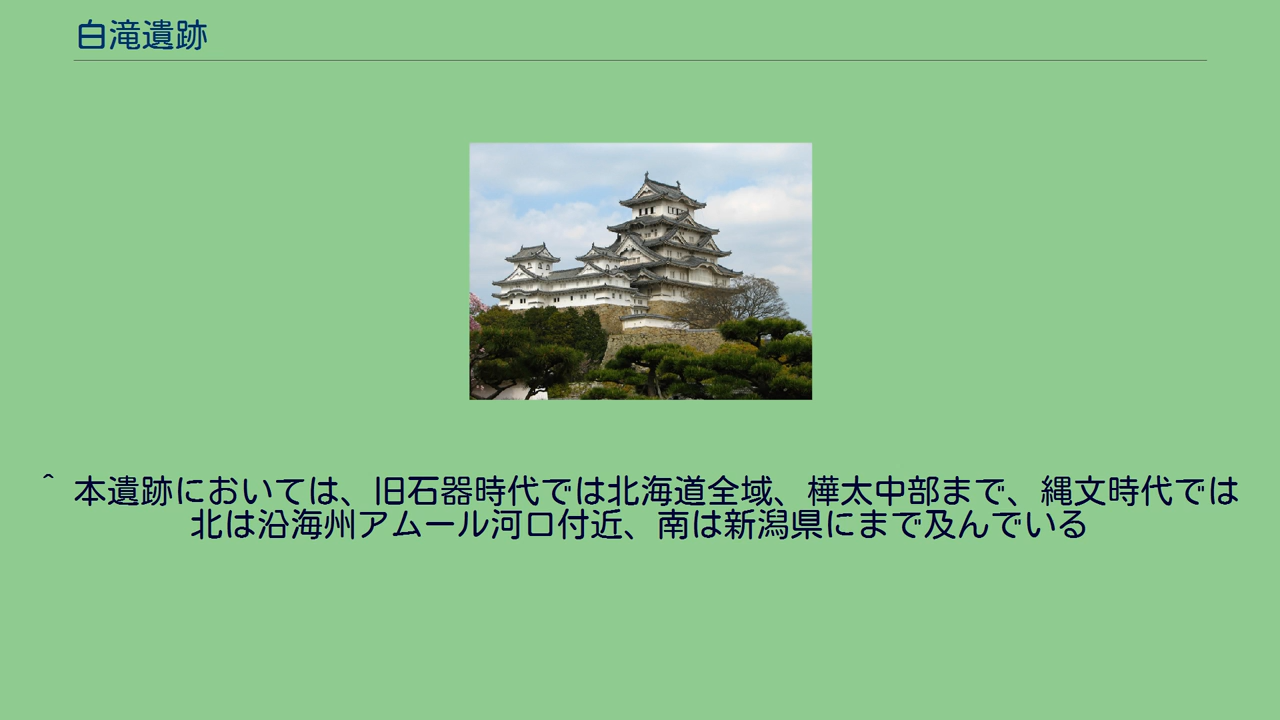 白滝遺跡
^ 本遺跡においては、旧石器時代では北海道全域、樺太中部まで、縄文時代では
北は沿海州アムール河口付近、南は新潟県にまで及んでいる